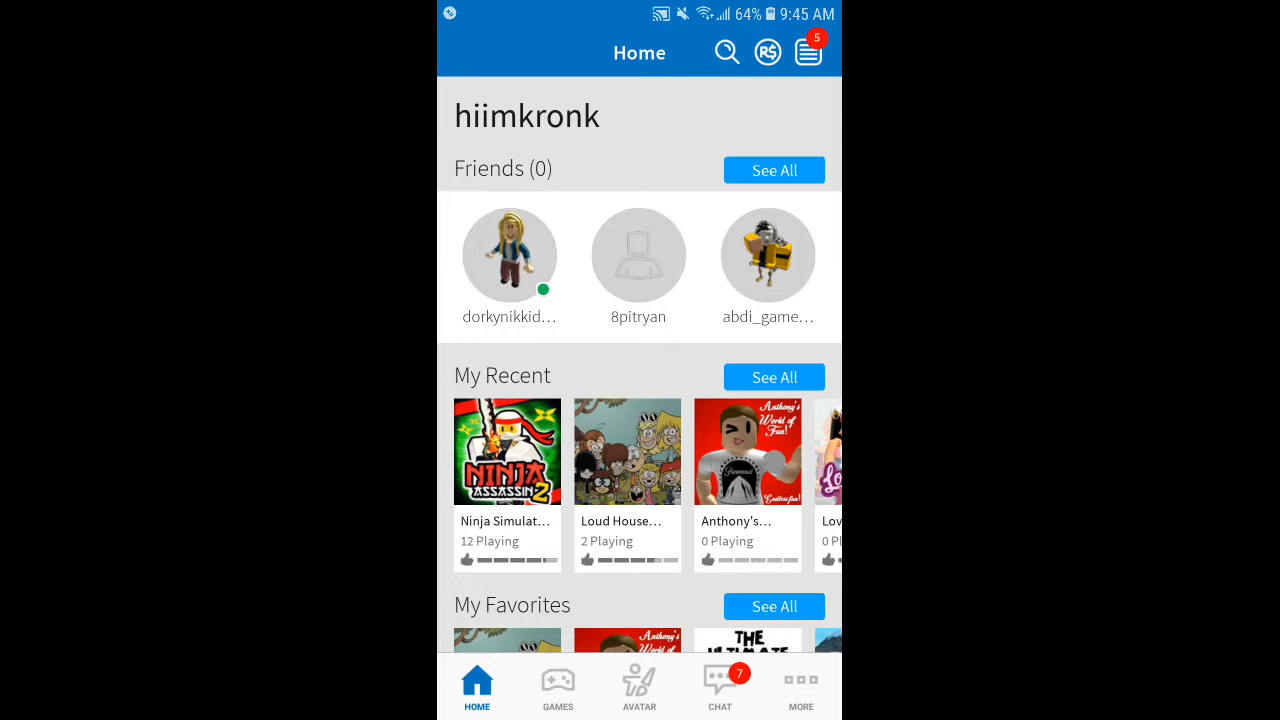 64% 9:45 AM
Home
R$
5
hiimkronk
Friends (0)
See All
dorkynikkid...
8pitryan
abdi_game...
My Recent
See All
NINJA
ASSASSIN 2
Anthony's
World of
Fun!
Paramount
Endless fun!
Lo
Ninja Simulat...
Loud House...
Anthony's...
Lov
12 Playing
2 Playing
0 Playing
0 Pl
My Favorites
See All
Anthony's
World of
THE
ULTIMATE
7
HOME
GAMES
AVATAR
CHAT
MORE